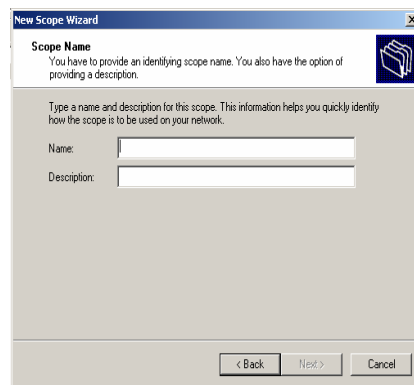 New Scope Wizard
Scope Name
You have to provide an identifying scope name. You also have the option of
providing a description.
Type a name and description for this scope. This information helps you quickly identify
how the scope is to be used on your network.
Name:
Description:
< Back
Next >
Cancel